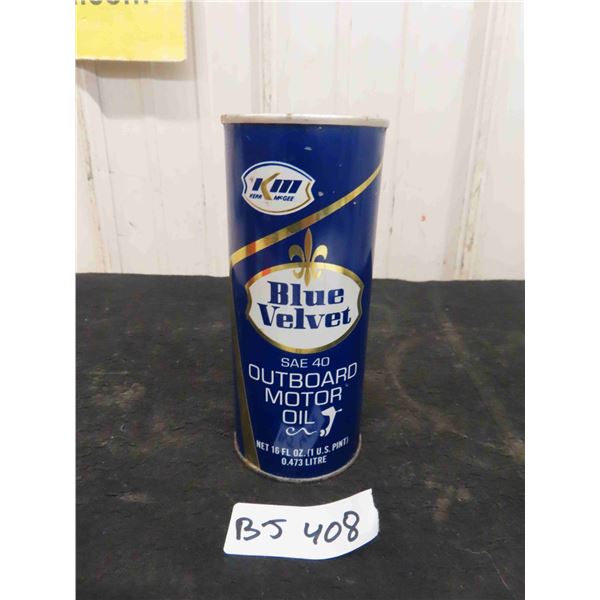 KM
KERR McGEE
Blue
Velvet
SAE 40
OUTBOARD
MOTOR
OIL
NET 16 FL OZ. (1 U.S. PINT)
0.473 LITRE
BJ 408